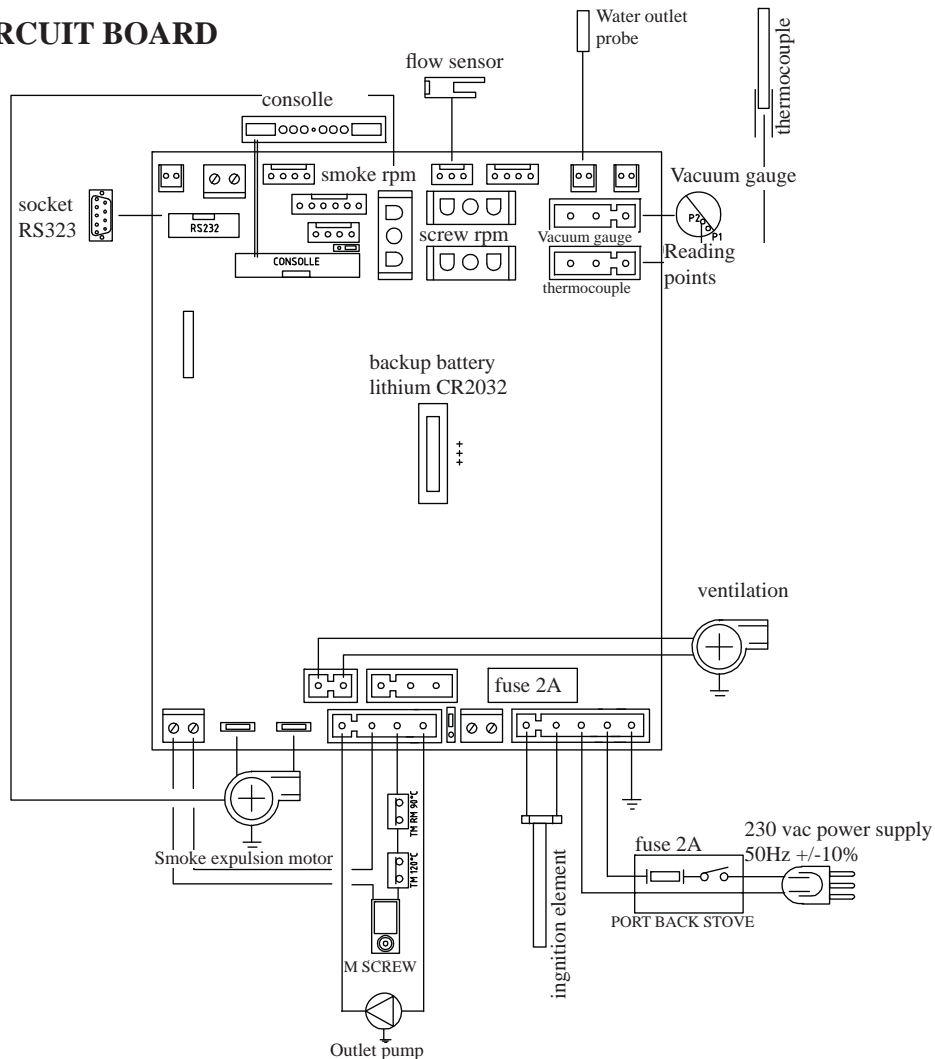 RCUIT BOARD
Water outlet
probe
flow sensor
thermocouple
consolle
smoke rpm
Vacuum gauge
socket
RS323
RS232
screw rpm
Vacuum gauge
P2
P1
CONSOLLE
Reading
points
thermocouple
backup battery
lithium CR2032
+++
ventilation
fuse 2A
TM RM 90°C
Smoke expulsion motor
TM 120°C
fuse 2A
230 vac power supply
50Hz +/-10%
PORT BACK STOVE
M SCREW
ingnition element
Outlet pump